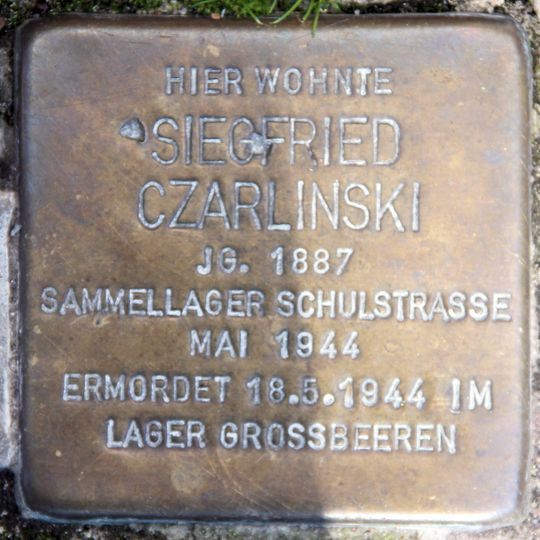 HIER WOHNTE
SIEGFRIED
CZARLINSKI
JG. 1887
SAMMELLAGER SCHULSTRASSE
MAI 1944
ERMORDET 18.5.1944 IM
LAGER GROSSBEEREN